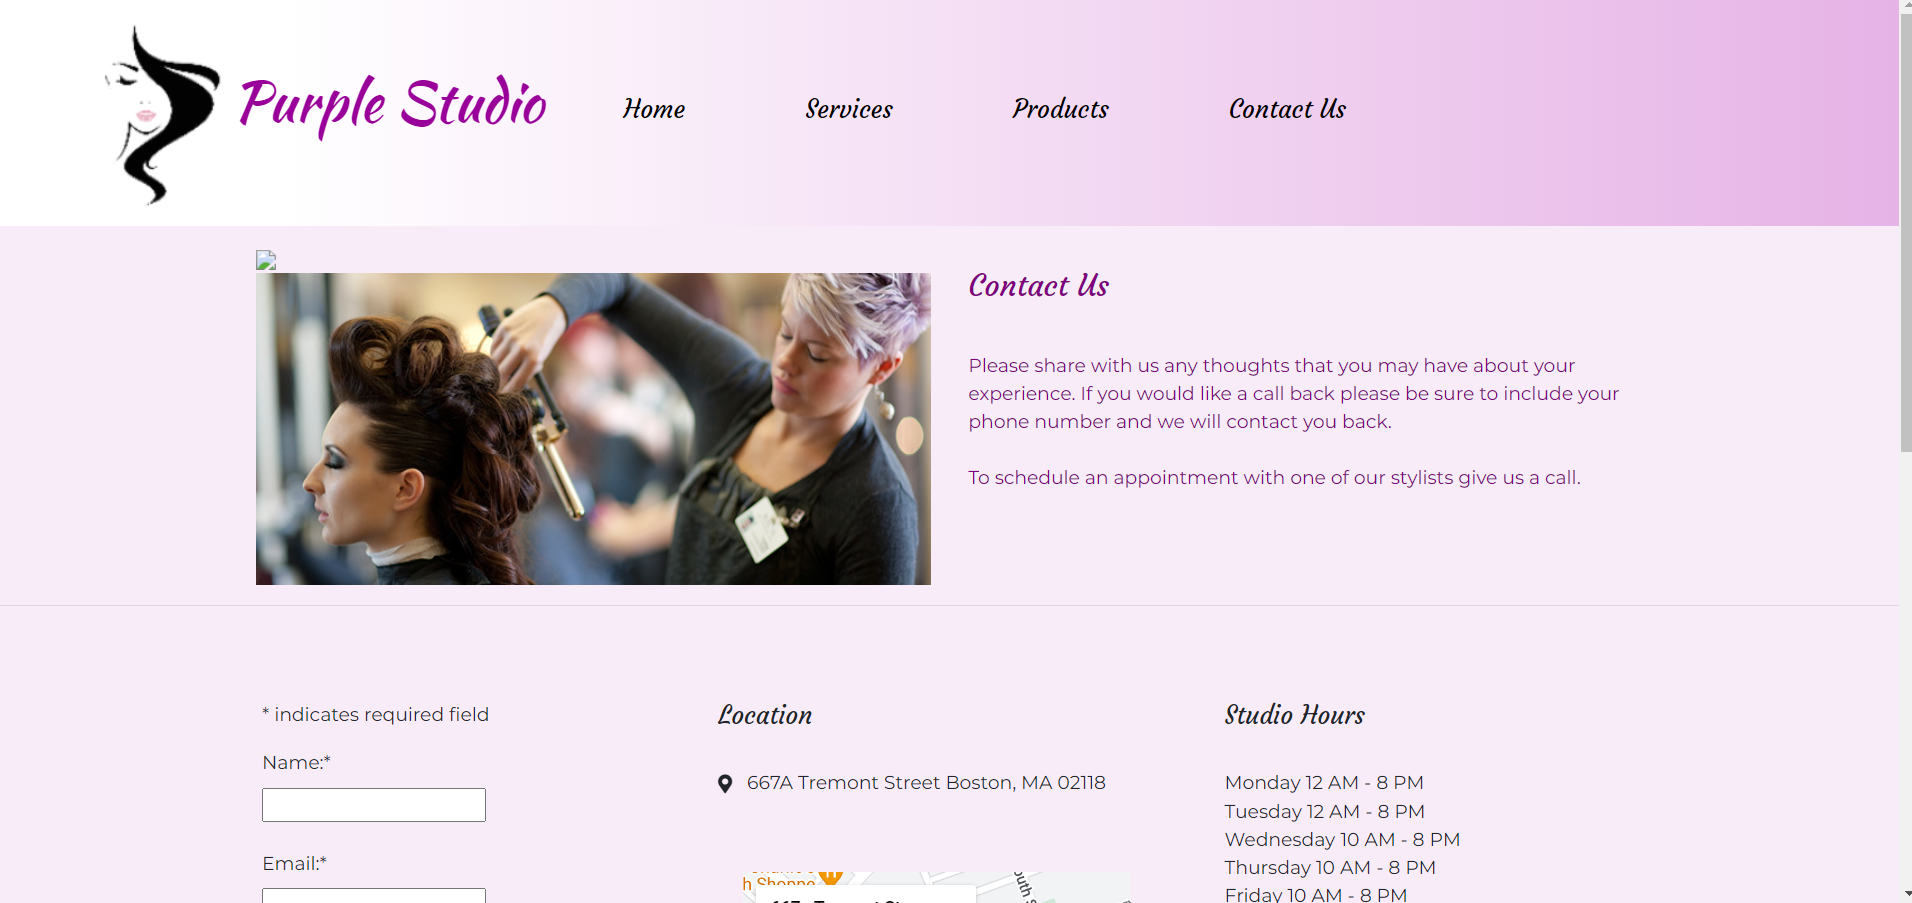 Purple Studio
Home
Services
Products
Contact Us
Contact Us
Please share with us any thoughts that you may have about your
experience. If you would like a call back please be sure to include your
phone number and we will contact you back.
To schedule an appointment with one of our stylists give us a call.
* indicates required field
Name:*
Email:*
Location
667A Tremont Street Boston, MA 02118
h Shoppe
Studio Hours
Monday 12 AM - 8 PM
Tuesday 12 AM - 8 PM
Wednesday 10 AM - 8 PM
Thursday 10 AM - 8 PM
Friday 10 AM - 8 PM